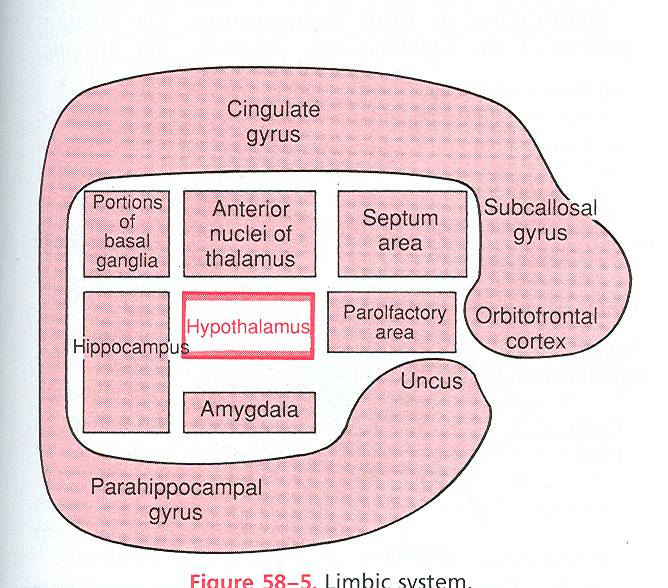 Cingulate
gyrus
Portions
of
basal
ganglia
Anterior
nuclei of
thalamus
Septum
area
Subcallosal
gyrus
Hippocampus
Hypothalamus
Parolfactory
area
Orbitofrontal
cortex
Amygdala
Uncus
Parahippocampal
gyrus
Figure 58–5. Limbic system.